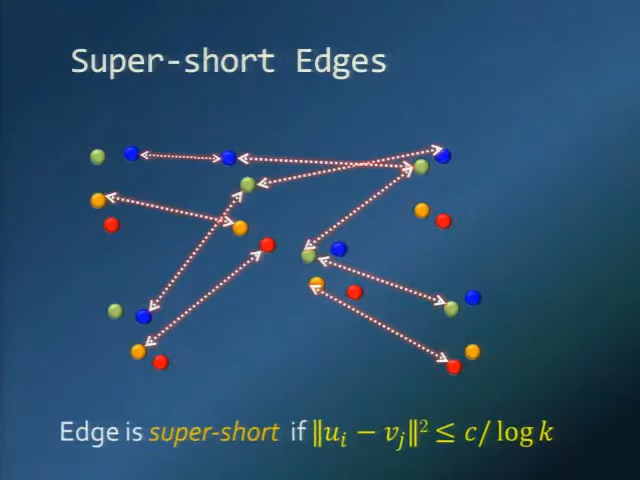 Super-short Edges
Edge is super-short if ‖uᵢ − vⱼ‖² ≤ c/ log k